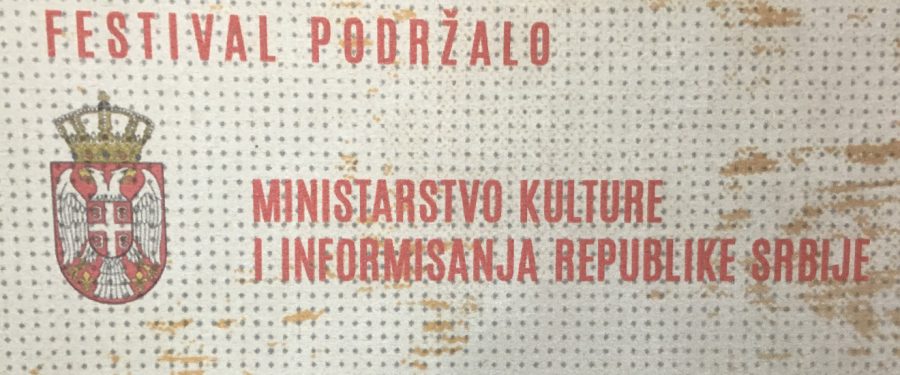 FESTIVAL PODRŽALO
MINISTARSTVO KULTURE
I INFORMISANJA REPUBLIKE SRBIJE